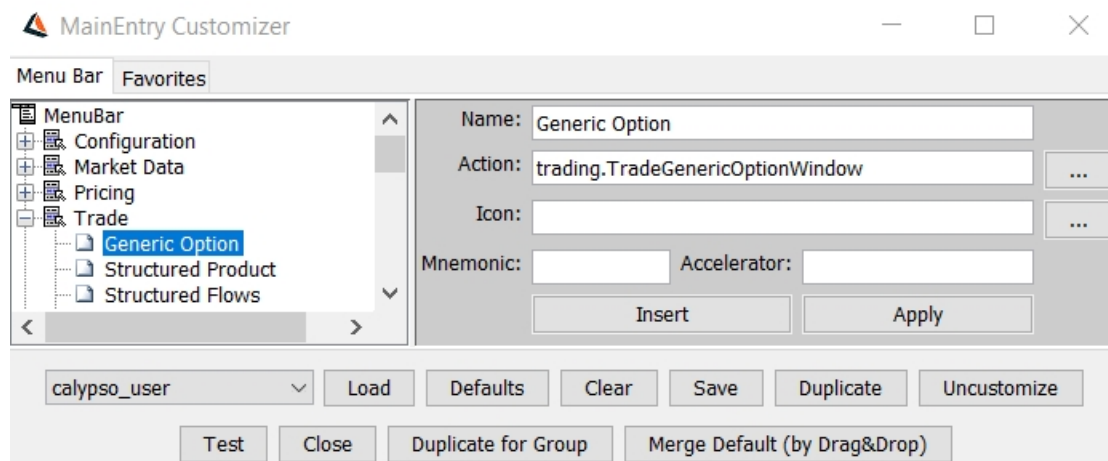 MainEntry Customizer
Menu Bar Favorites
MenuBar
Configuration
Market Data
Pricing
Trade
Generic Option
Structured Product
Structured Flows
Name: Generic Option
Action: trading.TradeGenericOptionWindow ...
Icon: ...
Mnemonic: Accelerator:
Insert Apply
calypso_user Load Defaults Clear Save Duplicate Uncustomize
Test Close Duplicate for Group Merge Default (by Drag&Drop)